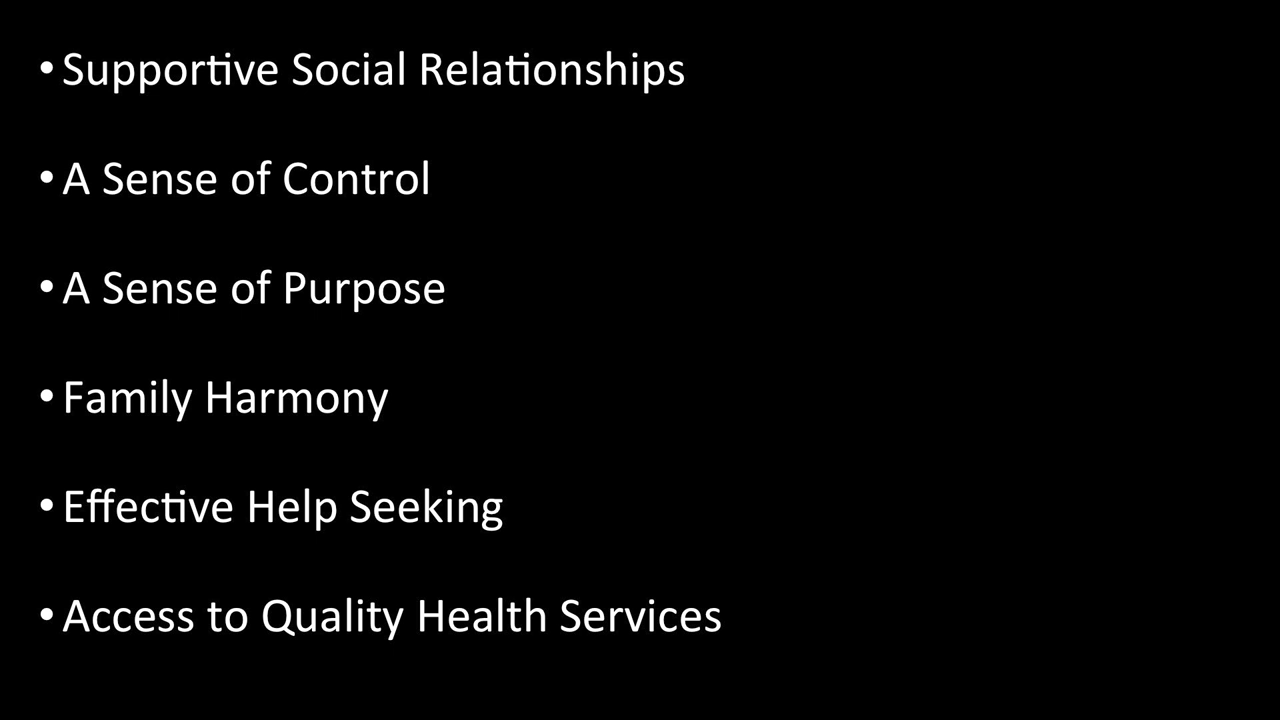 • Supportive Social Relationships
• A Sense of Control
• A Sense of Purpose
• Family Harmony
• Effective Help Seeking
• Access to Quality Health Services